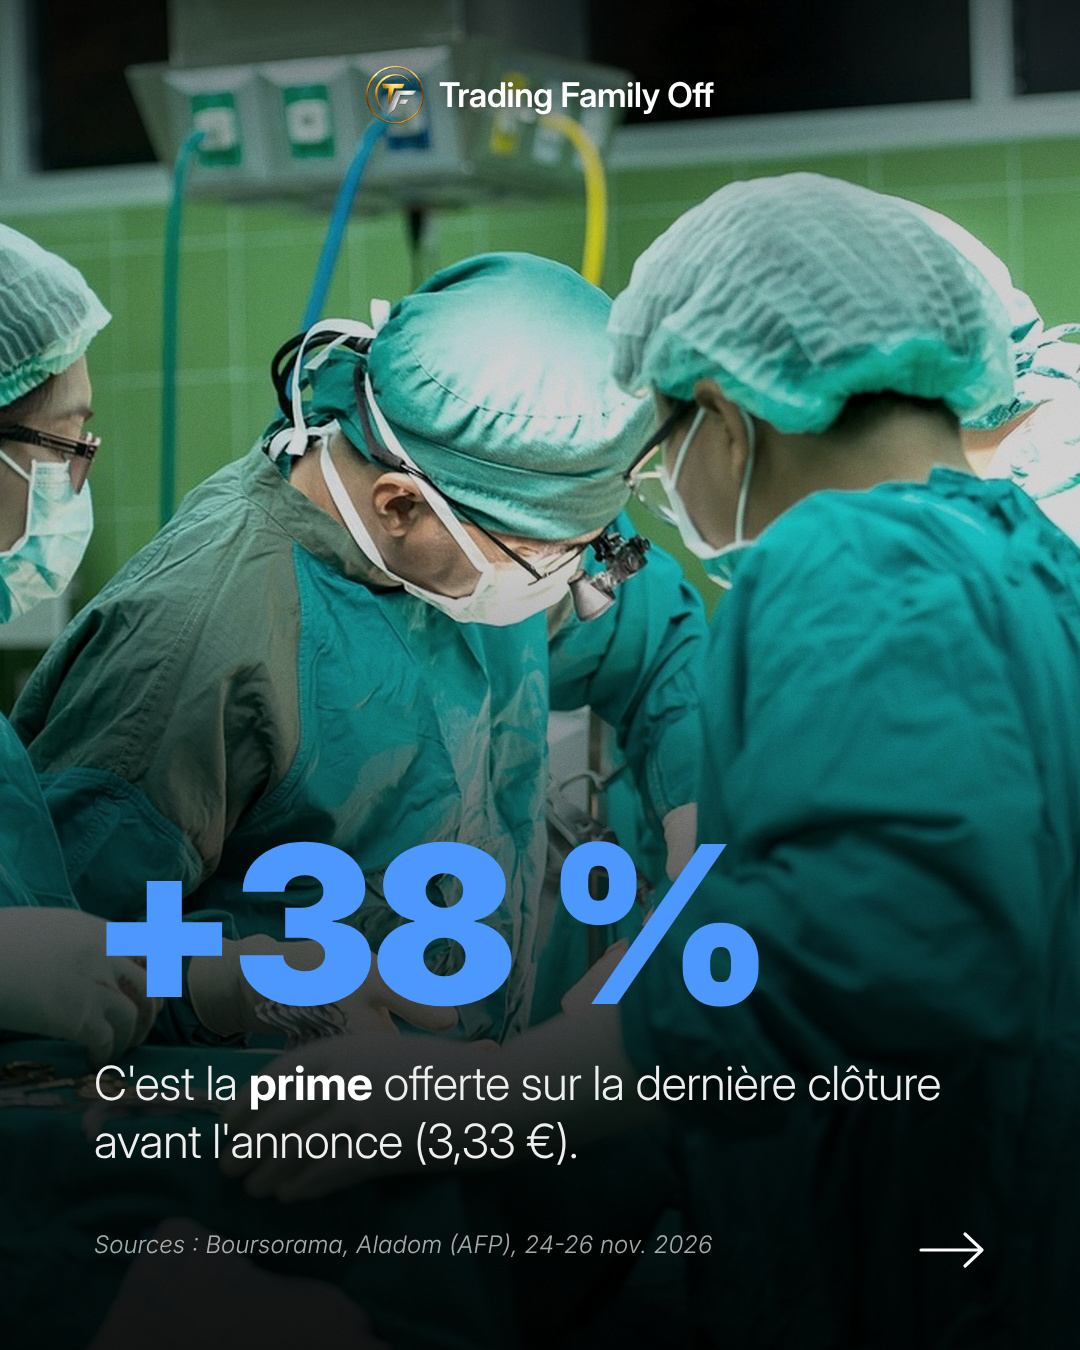 TF Trading Family Off
+38 %
C'est la prime offerte sur la dernière clôture
avant l'annonce (3,33 €).
Sources : Boursorama, Aladom (AFP), 24-26 nov. 2026